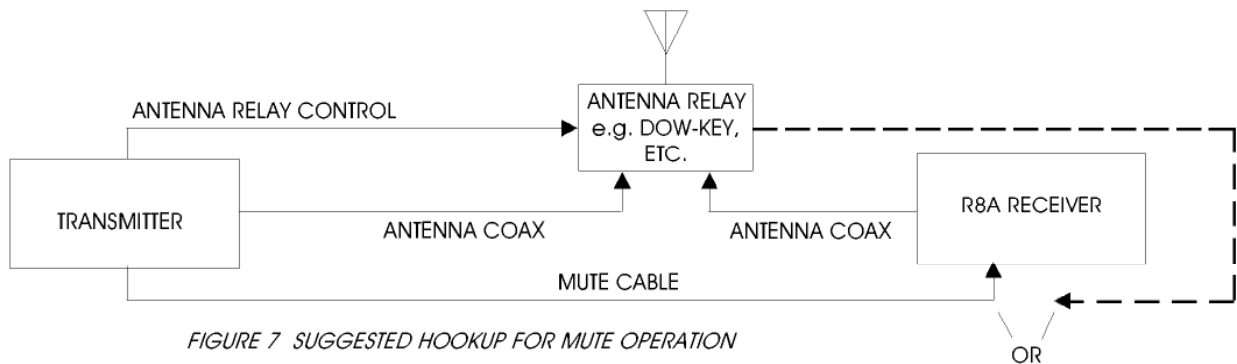 ANTENNA RELAY
e.g. DOW-KEY,
ETC.
ANTENNA RELAY CONTROL
TRANSMITTER
R8A RECEIVER
ANTENNA COAX
ANTENNA COAX
MUTE CABLE
FIGURE 7 SUGGESTED HOOKUP FOR MUTE OPERATION
OR